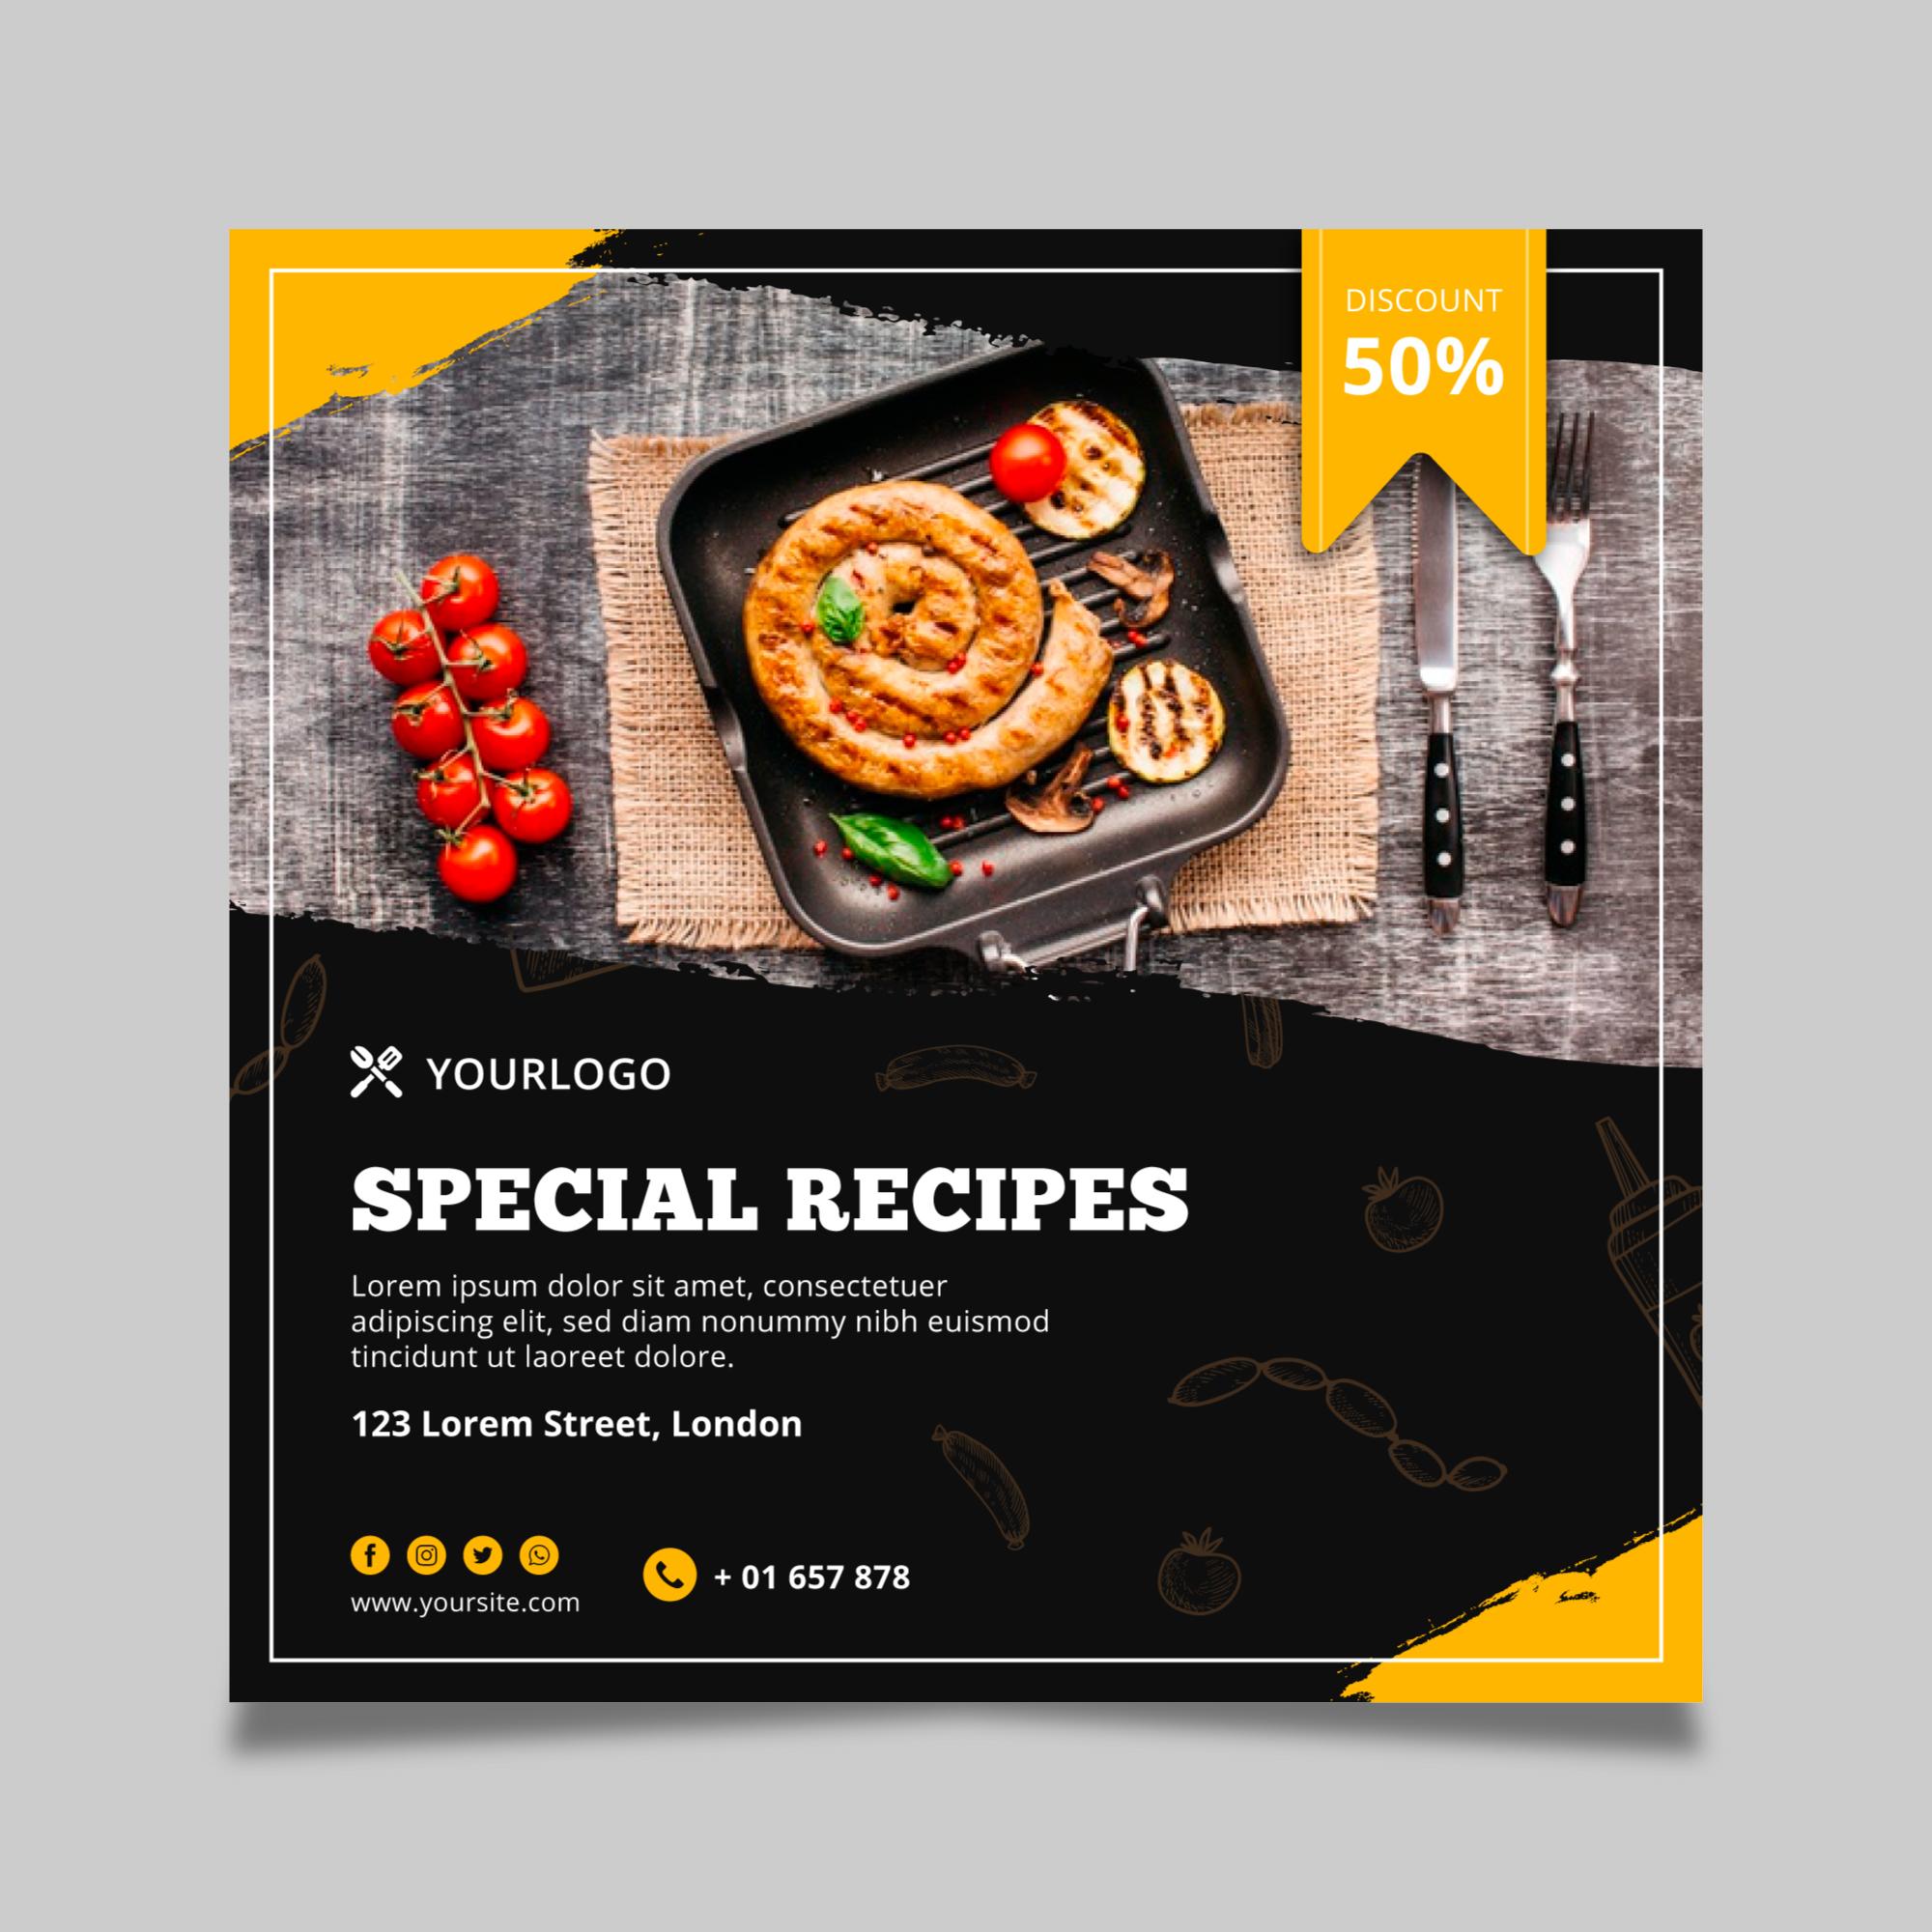 DISCOUNT
50%
YOURLOGO
SPECIAL RECIPES
Lorem ipsum dolor sit amet, consectetuer
adipiscing elit, sed diam nonummy nibh euismod
tincidunt ut laoreet dolore.
123 Lorem Street, London
www.yoursite.com
+ 01 657 878